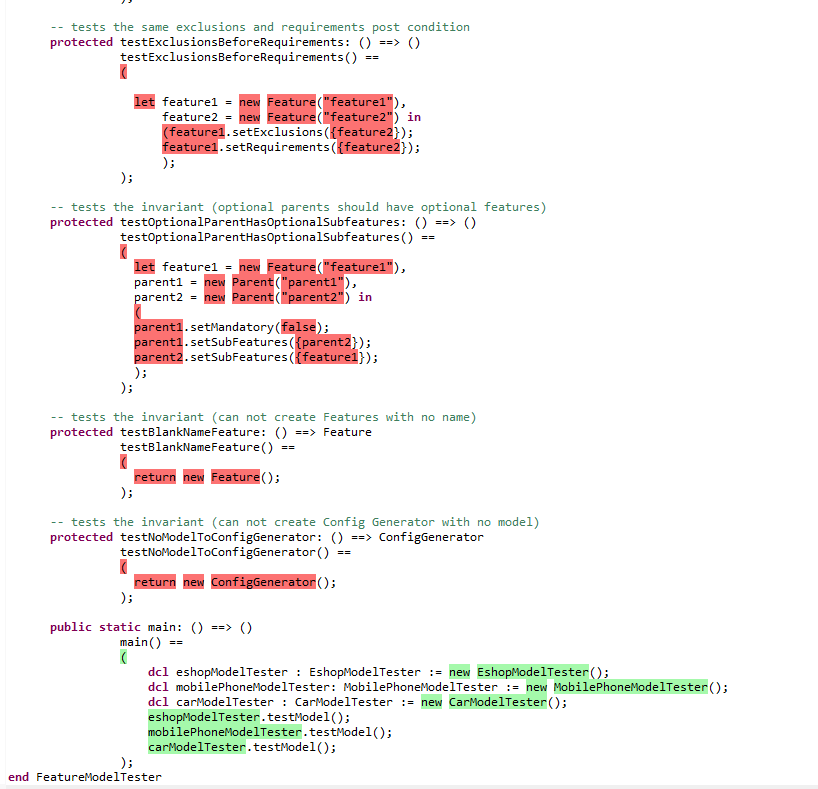 );
-- tests the same exclusions and requirements post condition
protected testExclusionsBeforeRequirements: () ==> ()
testExclusionsBeforeRequirements() ==
(
let feature1 = new Feature("feature1"),
feature2 = new Feature("feature2") in
(feature1.setExclusions({feature2});
feature1.setRequirements({feature2});
);
);
-- tests the invariant (optional parents should have optional features)
protected testOptionalParentHasOptionalSubfeatures: () ==> ()
testOptionalParentHasOptionalSubfeatures() ==
(
let feature1 = new Feature("feature1"),
parent1 = new Parent("parent1"),
parent2 = new Parent("parent2") in
(
parent1.setMandatory(false);
parent1.setSubFeatures({parent2});
parent2.setSubFeatures({feature1});
);
);
-- tests the invariant (can not create Features with no name)
protected testBlankNameFeature: () ==> Feature
testBlankNameFeature() ==
(
return new Feature();
);
-- tests the invariant (can not create Config Generator with no model)
protected testNoModelToConfigGenerator: () ==> ConfigGenerator
testNoModelToConfigGenerator() ==
(
return new ConfigGenerator();
);
public static main: () ==> ()
main() ==
(
dcl eshopModelTester : EshopModelTester := new EshopModelTester();
dcl mobilePhoneModelTester: MobilePhoneModelTester := new MobilePhoneModelTester();
dcl carModelTester : CarModelTester := new CarModelTester();
eshopModelTester.testModel();
mobilePhoneModelTester.testModel();
carModelTester.testModel();
);
end FeatureModelTester